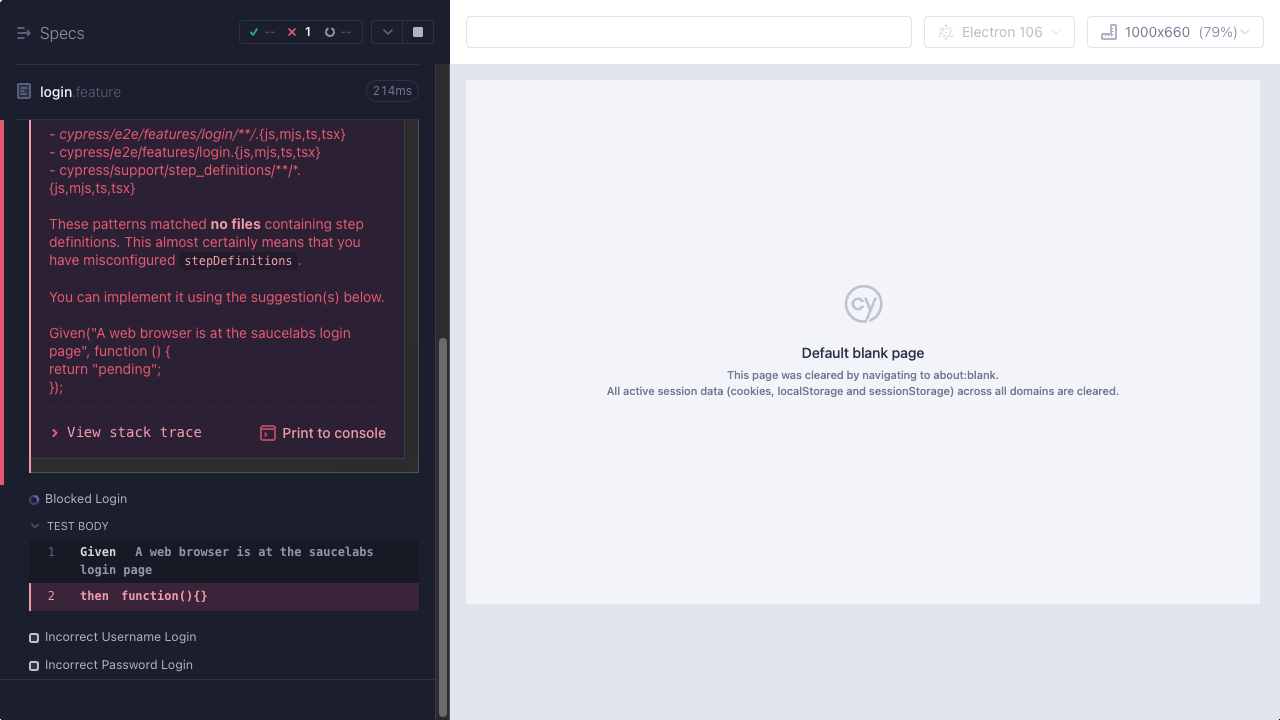 Specs
-- 1 --
login.feature
214ms
- cypress/e2e/features/login/**/.{js,mjs,ts,tsx}
- cypress/e2e/features/login.{js,mjs,ts,tsx}
- cypress/support/step_definitions/**/*.
{js,mjs,ts,tsx}
These patterns matched no files containing step
definitions. This almost certainly means that you
have misconfigured stepDefinitions.
You can implement it using the suggestion(s) below.
Given("A web browser is at the saucelabs login
page", function () {
return "pending";
});
View stack trace
Print to console
Blocked Login
TEST BODY
1 Given A web browser is at the saucelabs
login page
2 then function(){}
Incorrect Username Login
Incorrect Password Login
Electron 106
1000x660 (79%)
cy
Default blank page
This page was cleared by navigating to about:blank.
All active session data (cookies, localStorage and sessionStorage) across all domains are cleared.